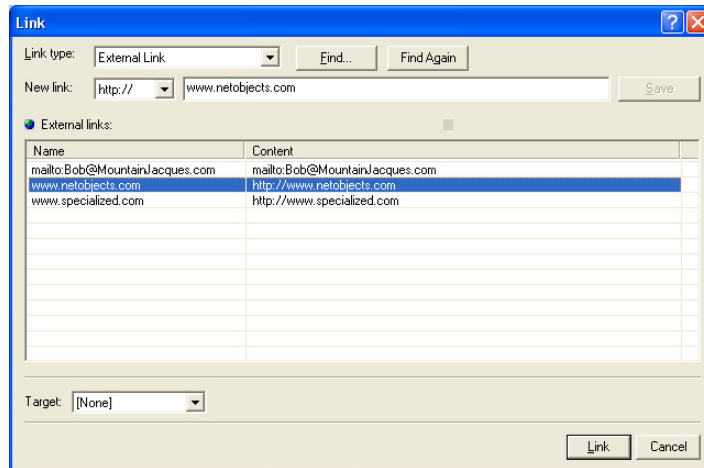 Link
Link type: External Link Find... Find Again
New link: http:// www.netobjects.com Save
External links:
Name Content
mailto:Bob@MountainJacques.com mailto:Bob@MountainJacques.com
www.netobjects.com http://www.netobjects.com
www.specialized.com http://www.specialized.com
Target: [None]
Link Cancel